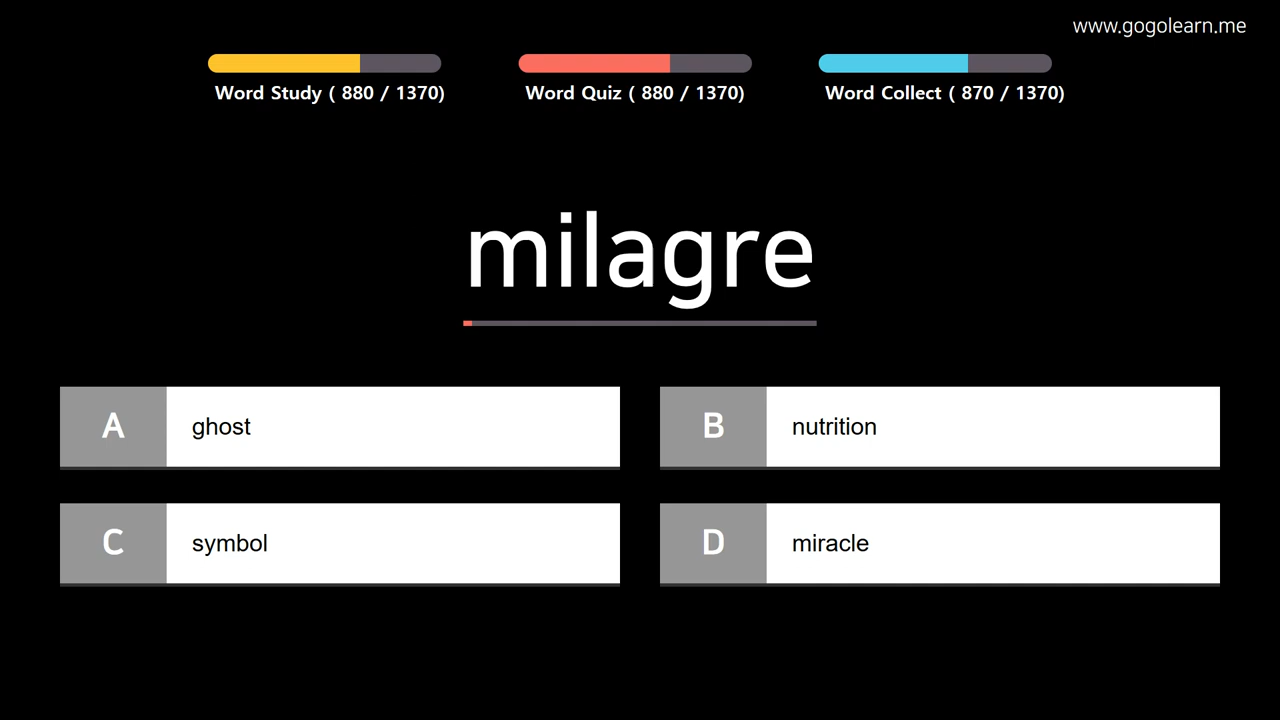 www.gogolearn.me
Word Study ( 880 / 1370)
Word Quiz ( 880 / 1370)
Word Collect ( 870 / 1370)
milagre
A
ghost
B
nutrition
C
symbol
D
miracle